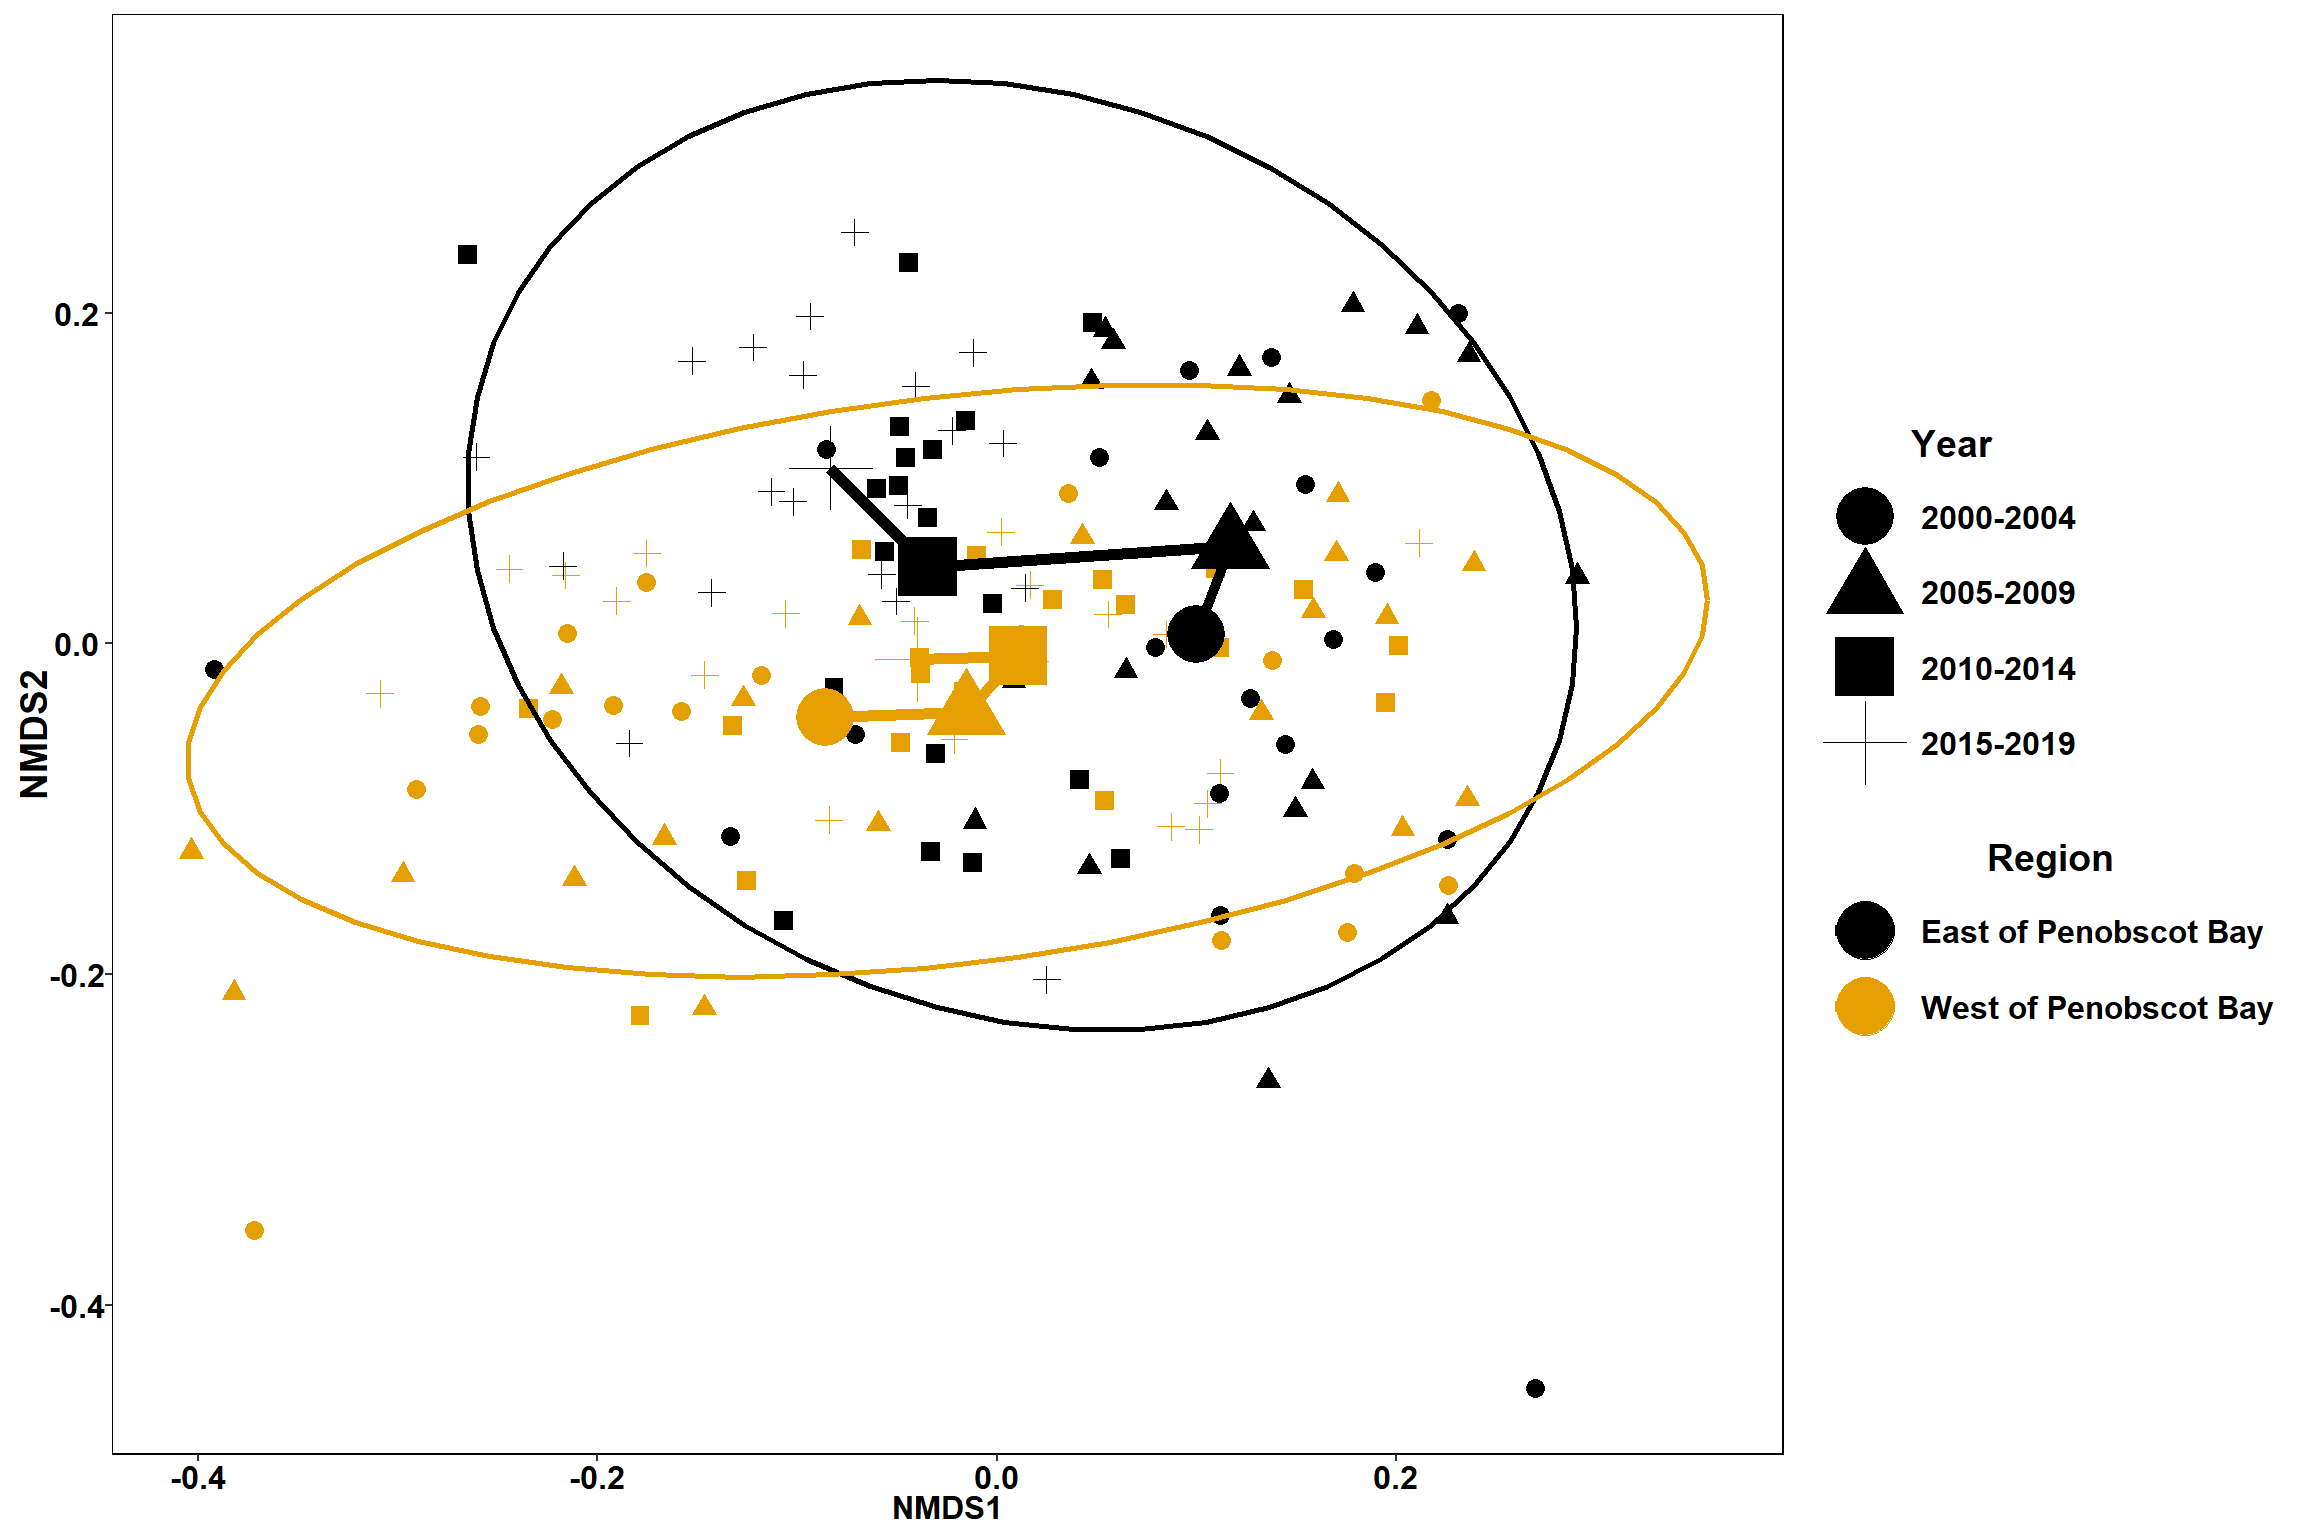 0.2
0.0
-0.2
-0.4
NMDS2
-0.4
-0.2
0.0
0.2
NMDS1
Year
2000-2004
2005-2009
2010-2014
2015-2019
Region
East of Penobscot Bay
West of Penobscot Bay